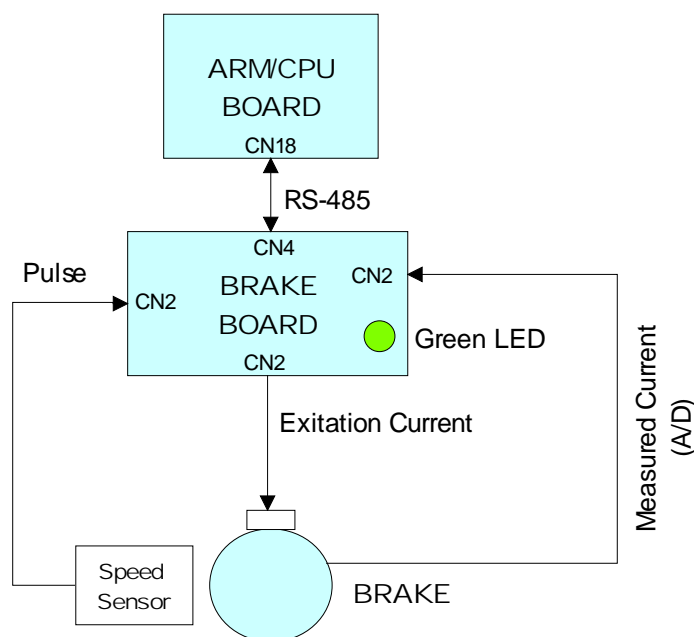 ARM/CPU
BOARD
CN18
RS-485
CN4
Pulse
CN2
BRAKE
BOARD
CN2
CN2
Green LED
Exitation Current
Measured Current
(A/D)
Speed
Sensor
BRAKE